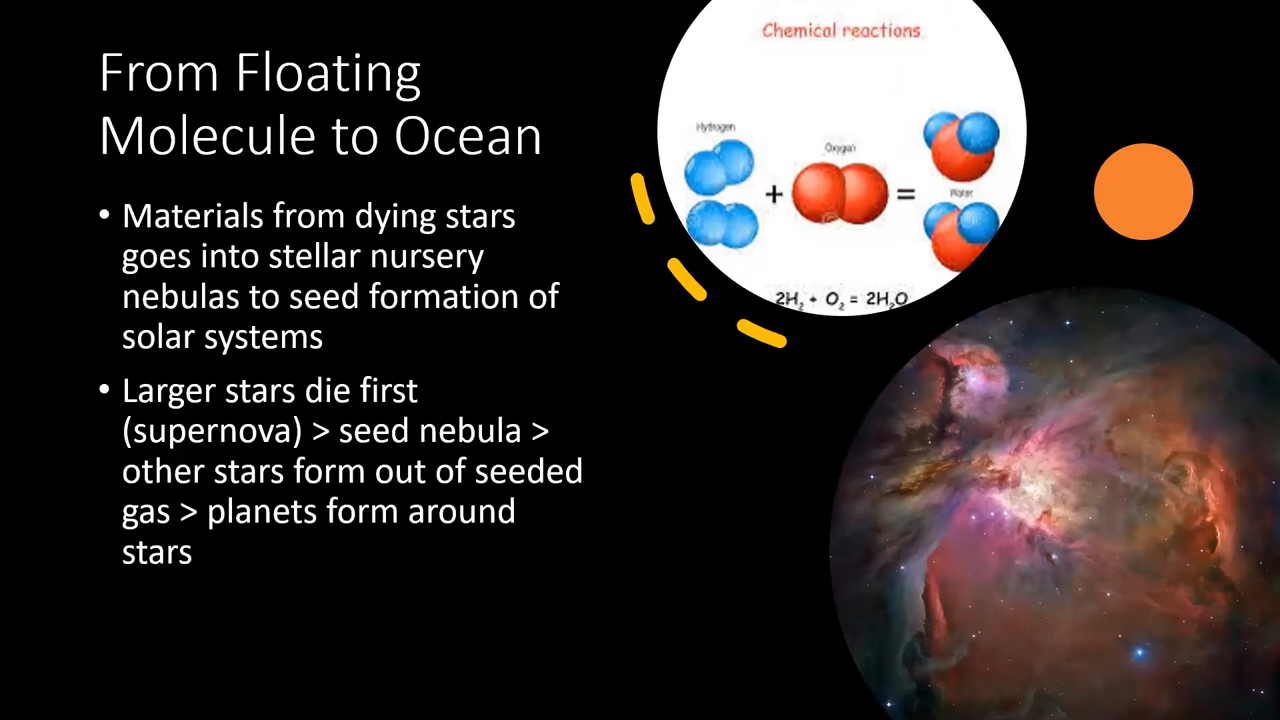 From Floating
Molecule to Ocean
• Materials from dying stars
goes into stellar nursery
nebulas to seed formation of
solar systems
• Larger stars die first
(supernova) > seed nebula >
other stars form out of seeded
gas > planets form around
stars
Chemical reactions
Hydrogen
Oxygen
+
=
Water
2H₂ + O₂ = 2H₂O